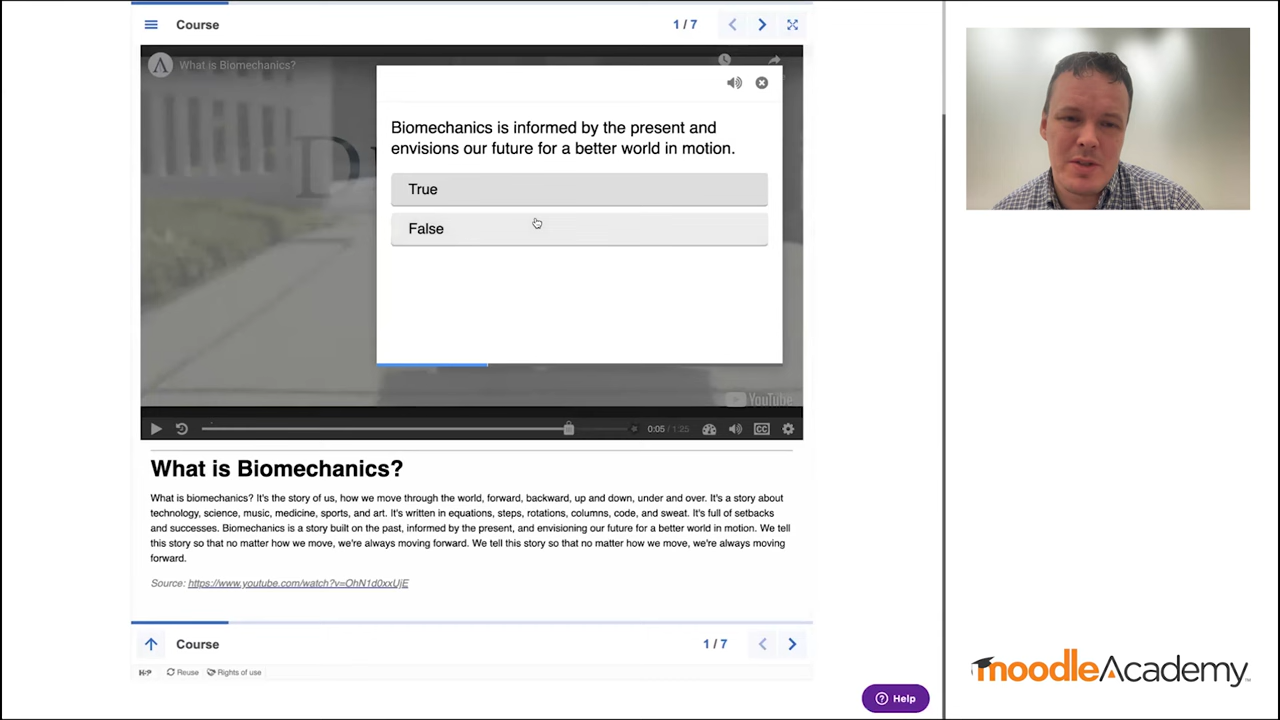 Course
1 / 7
What is Biomechanics?
D
Biomechanics is informed by the present and
envisions our future for a better world in motion.
True
False
YouTube
0:05 / 1:25
CC
What is Biomechanics?
What is biomechanics? It's the story of us, how we move through the world, forward, backward, up and down, under and over. It's a story about
technology, science, music, medicine, sports, and art. It's written in equations, steps, rotations, columns, code, and sweat. It's full of setbacks
and successes. Biomechanics is a story built on the past, informed by the present, and envisioning our future for a better world in motion. We tell
this story so that no matter how we move, we're always moving forward. We tell this story so that no matter how we move, we're always moving
forward.
Source: https://www.youtube.com/watch?v=OhN1d0xxUjE
Course
1 / 7
H5P Reuse Rights of use
Help
moodleAcademy